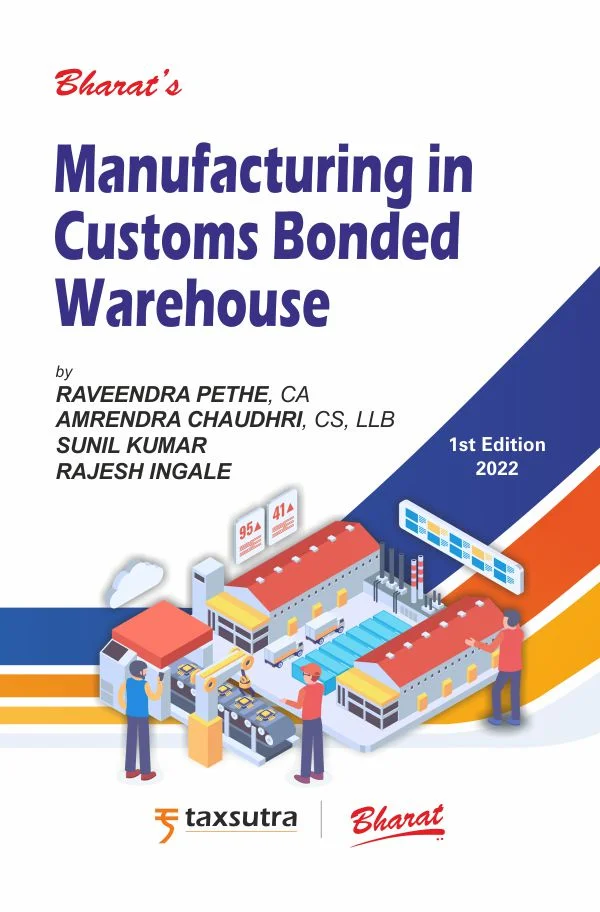 Bharat's
Manufacturing in
Customs Bonded
Warehouse
by
RAVEENDRA PETHE, CA
AMRENDRA CHAUDHRI, CS, LLB
SUNIL KUMAR
RAJESH INGALE
1st Edition
2022
95
41
taxsutra
Bharat